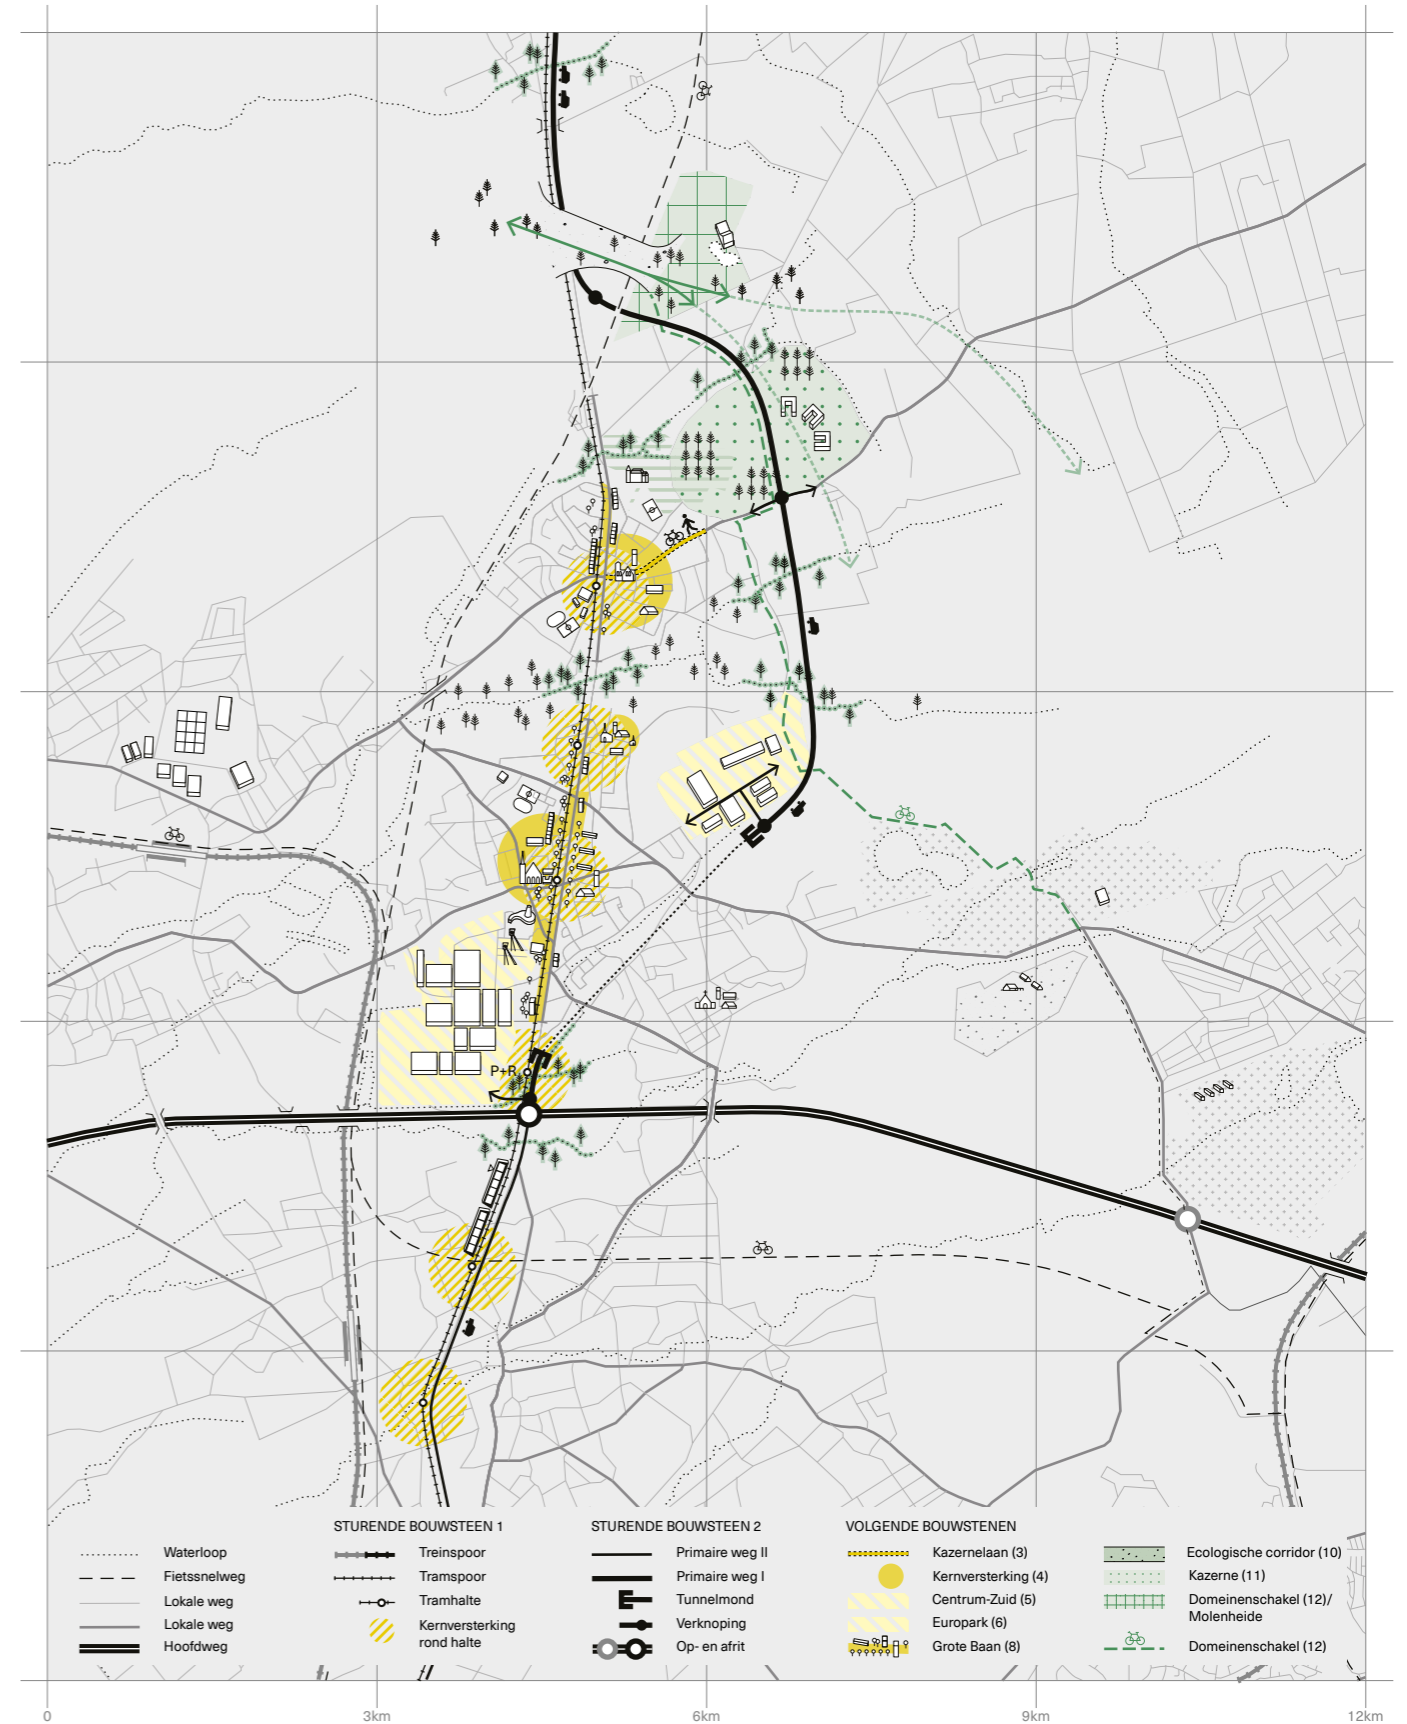 P+R
STURENDE BOUWSTEEN 1
STURENDE BOUWSTEEN 2
VOLGENDE BOUWSTENEN
Waterloop
Fietssnelweg
Lokale weg
Lokale weg
Hoofdweg
Treinspoor
Tramspoor
Tramhalte
Kernversterking
rond halte
Primaire weg II
Primaire weg I
Tunnelmond
Verknoping
Op- en afrit
Kazernelaan (3)
Kernversterking (4)
Centrum-Zuid (5)
Europark (6)
Grote Baan (8)
Ecologische corridor (10)
Kazerne (11)
Domeinenschakel (12)/
Molenheide
Domeinenschakel (12)
0 3km 6km 9km 12km